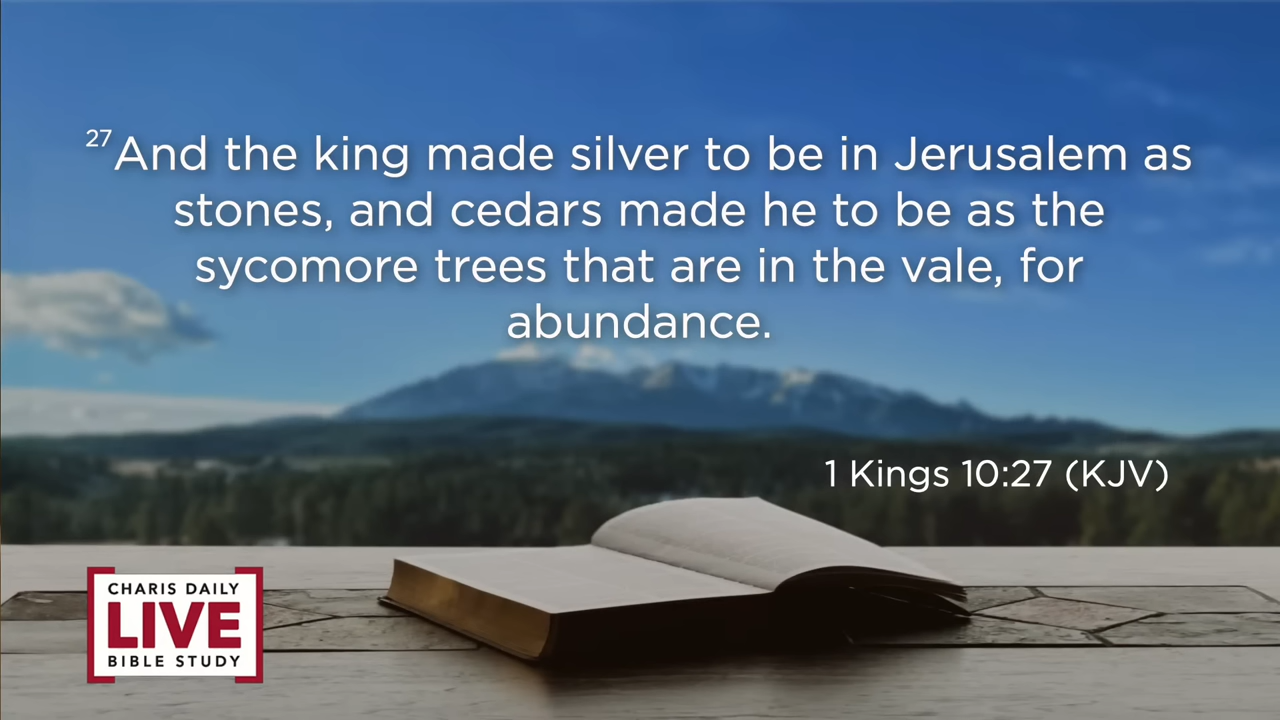 27And the king made silver to be in Jerusalem as
stones, and cedars made he to be as the
sycomore trees that are in the vale, for
abundance.
1 Kings 10:27 (KJV)
CHARIS DAILY
LIVE
BIBLE STUDY